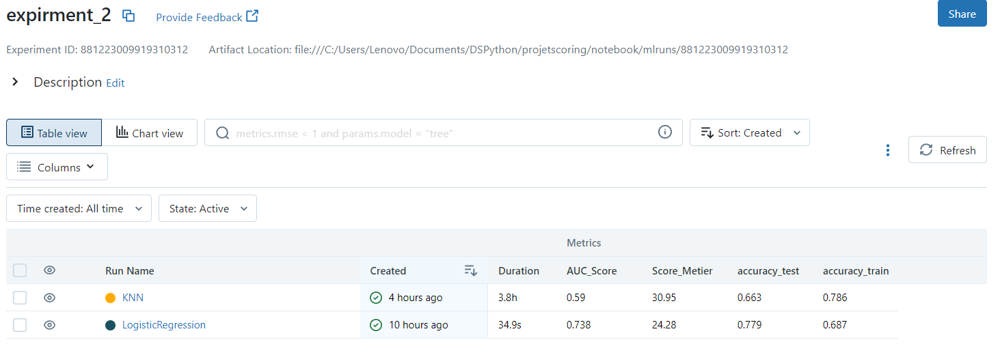 expirment_2 Provide Feedback Share
Experiment ID: 881223009919310312 Artifact Location: file:///C:/Users/Lenovo/Documents/DSPython/projetscoring/notebook/mlruns/881223009919310312
Description Edit
Table view Chart view metrics.rmse < 1 and params.model = "tree" Sort: Created
Refresh
Columns
Time created: All time State: Active
Metrics
Run Name Created Duration AUC_Score Score_Metier accuracy_test accuracy_train
KNN 4 hours ago 3.8h 0.59 30.95 0.663 0.786
LogisticRegression 10 hours ago 34.9s 0.738 24.28 0.779 0.687